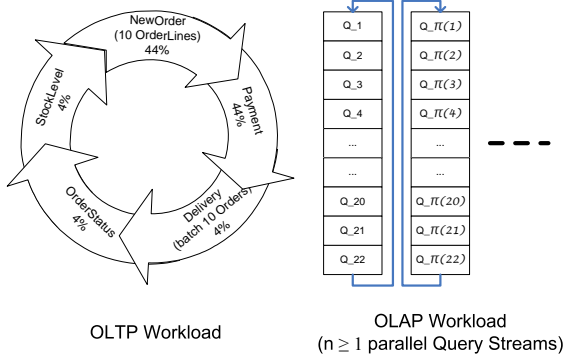 NewOrder
(10 OrderLines)
44%
Payment
44%
Delivery
(batch 10 Orders)
4%
OrderStatus
4%
StockLevel
4%
OLTP Workload
Q_1
Q_2
Q_3
Q_4
...
...
Q_20
Q_21
Q_22
Q_π(1)
Q_π(2)
Q_π(3)
Q_π(4)
...
...
Q_π(20)
Q_π(21)
Q_π(22)
OLAP Workload
(n ≥ 1 parallel Query Streams)